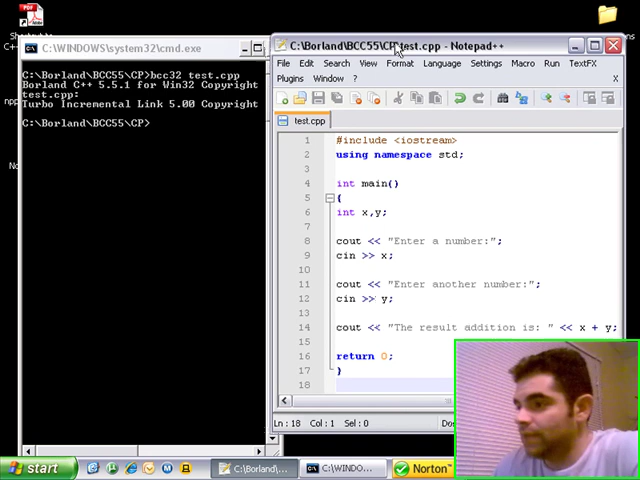 C:\WINDOWS\system32\cmd.exe
C:\Borland\BCC55\CP>bcc32 test.cpp
Borland C++ 5.5.1 for Win32 Copyright
test.cpp:
Turbo Incremental Link 5.00 Copyright
C:\Borland\BCC55\CP>
C:\Borland\BCC55\CP\test.cpp - Notepad++
File Edit Search View Format Language Settings Macro Run TextFX
Plugins Window ?
test.cpp
1 #include <iostream>
2 using namespace std;
3
4 int main()
5 {
6 int x,y;
7
8 cout << "Enter a number:";
9 cin >> x;
10
11 cout << "Enter another number:";
12 cin >> y;
13
14 cout << "The result addition is: " << x + y;
15
16 return 0;
17 }
18
Ln : 18 Col : 1 Sel : 0
start
C:\Borland\...
C:\WINDO...
Norton